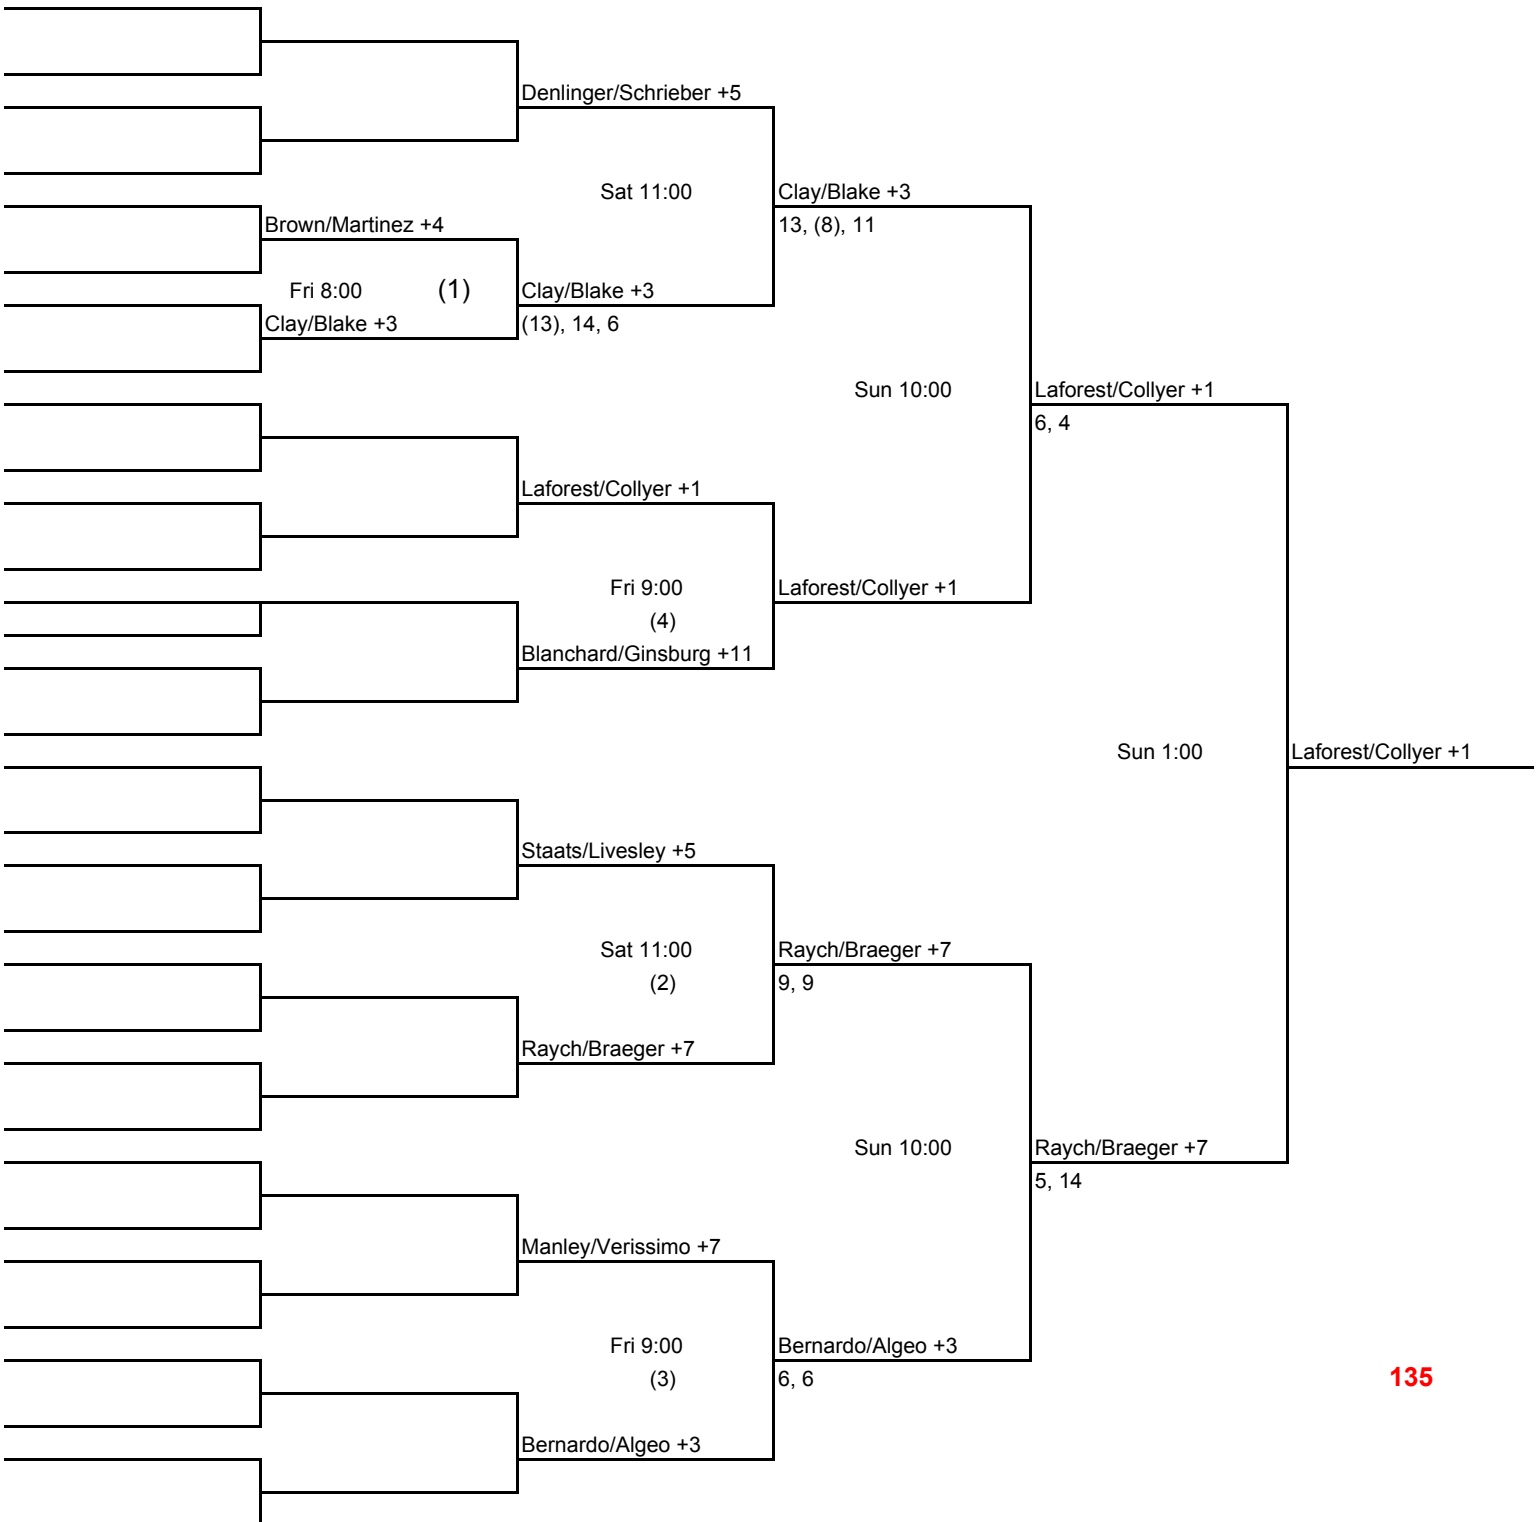 Denlinger/Schrieber +5
Sat 11:00
Clay/Blake +3
Brown/Martinez +4
13, (8), 11
Fri 8:00 (1)
Clay/Blake +3
Clay/Blake +3
(13), 14, 6
Sun 10:00
Laforest/Collyer +1
6, 4
Laforest/Collyer +1
Fri 9:00
Laforest/Collyer +1
(4)
Blanchard/Ginsburg +11
Sun 1:00
Laforest/Collyer +1
Staats/Livesley +5
Sat 11:00
Raych/Braeger +7
(2)
9, 9
Raych/Braeger +7
Sun 10:00
Raych/Braeger +7
5, 14
Manley/Verissimo +7
Fri 9:00
Bernardo/Algeo +3
(3)
6, 6
135
Bernardo/Algeo +3